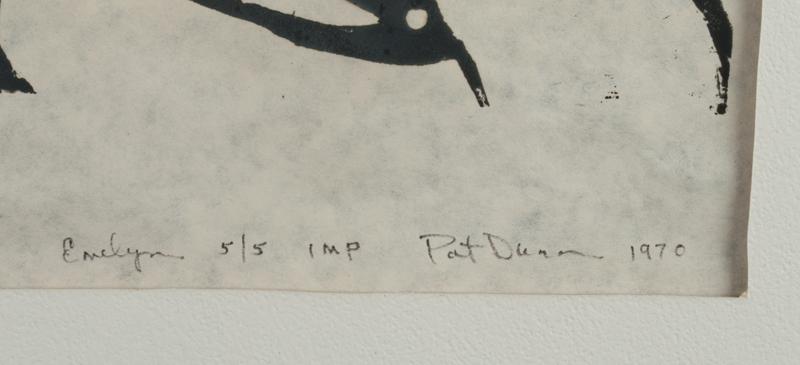 Emelyn 5/5 IMP Pat Dunn 1970